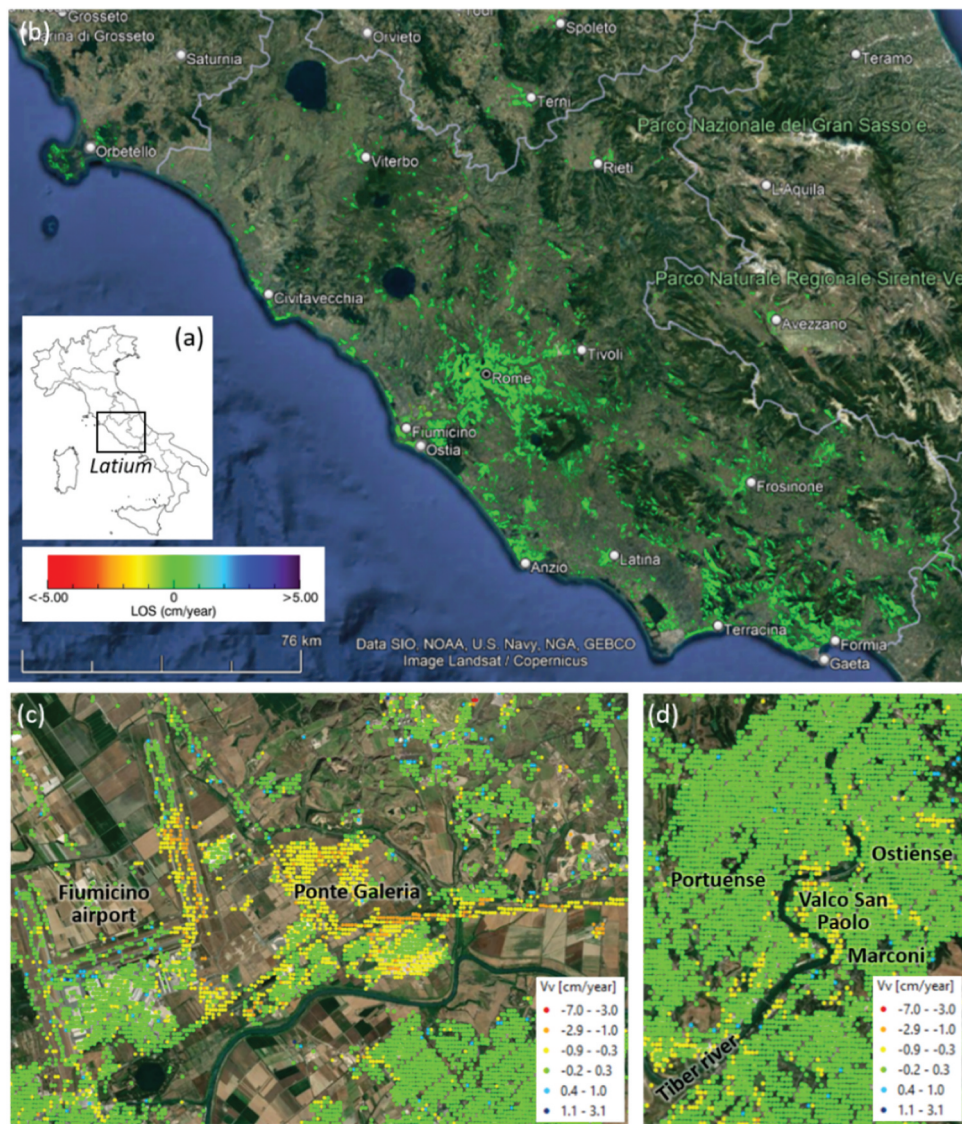 (b)
Grosseto
Marina di Grosseto
Orvieto
Spoleto
Saturnia
Teramo
Terni
Parco Nazionale del Gran Sasso e
Orbetello
Viterbo
Rieti
L'Aquila
Parco Naturale Regionale Sirente Ve
Civitavecchia
Avezzano
(a)
Tivoli
Rome
Fiumicino
Ostia
Latium
Frosinone
Anzio
Latina
<-5.00 0 >5.00
LOS (cm/year)
76 km
Data SIO, NOAA, U.S. Navy, NGA, GEBCO
Image Landsat / Copernicus
Terracina
Formia
Gaeta
(c)
Fiumicino
airport
Ponte Galeria
Vv [cm/year]
-7.0 - -3.0
-2.9 - -1.0
-0.9 - -0.3
-0.2 - 0.3
0.4 - 1.0
1.1 - 3.1
(d)
Ostiense
Portuense
Valco San
Paolo
Marconi
Tiber river
Vv [cm/year]
-7.0 - -3.0
-2.9 - -1.0
-0.9 - -0.3
-0.2 - 0.3
0.4 - 1.0
1.1 - 3.1